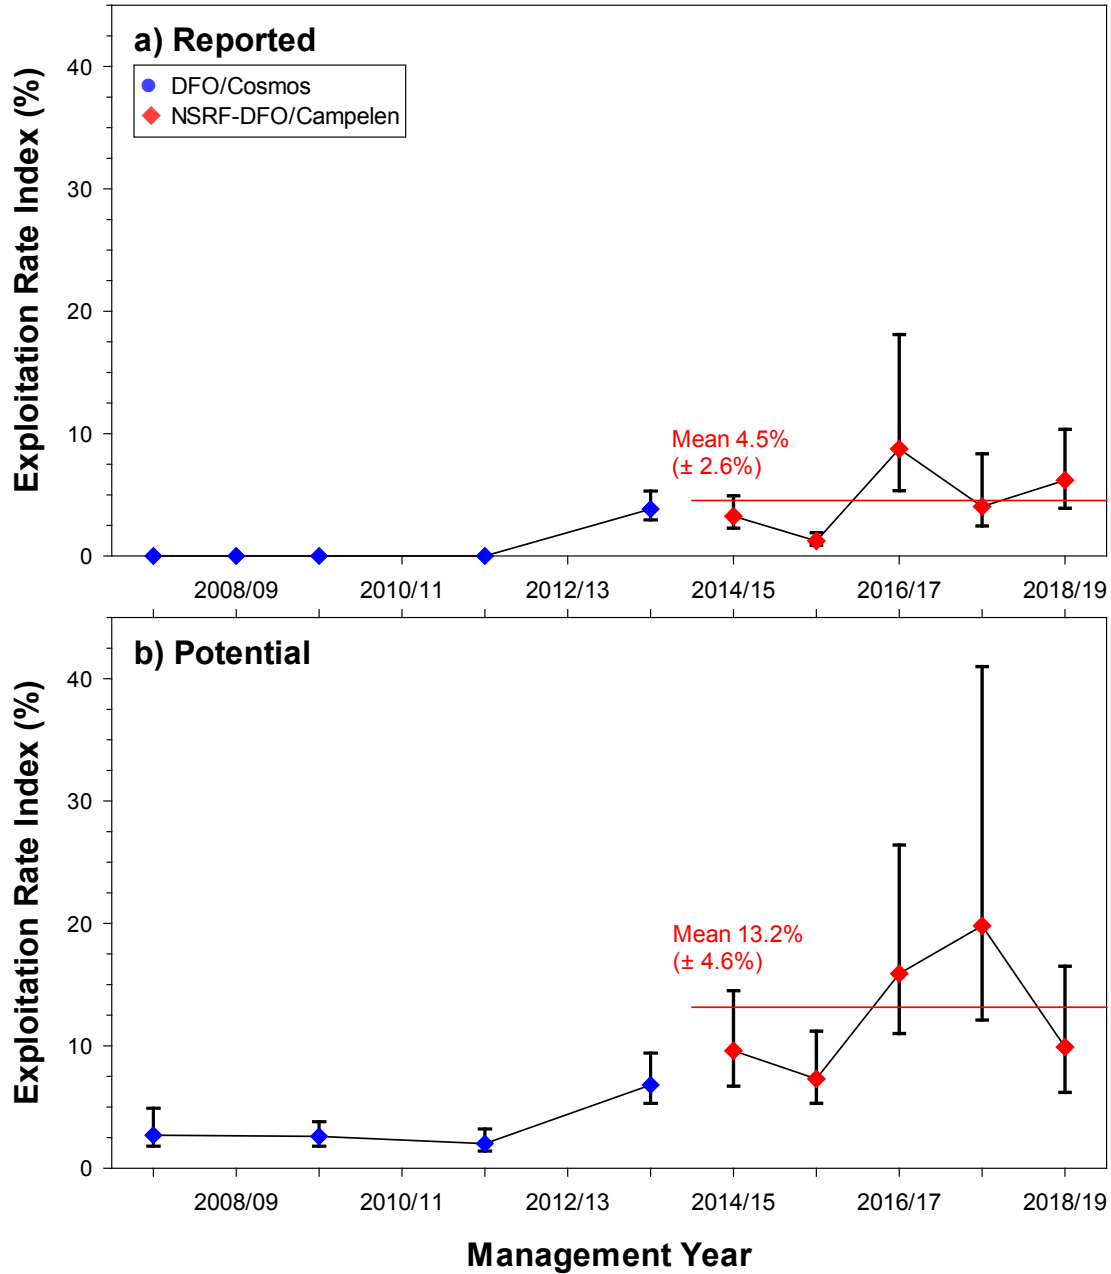 a) Reported
DFO/Cosmos
NSRF-DFO/Campelen
Exploitation Rate Index (%)
40
30
20
10
0
Mean 4.5%
(± 2.6%)
2008/09 2010/11 2012/13 2014/15 2016/17 2018/19
b) Potential
Exploitation Rate Index (%)
40
30
20
10
0
Mean 13.2%
(± 4.6%)
2008/09 2010/11 2012/13 2014/15 2016/17 2018/19
Management Year